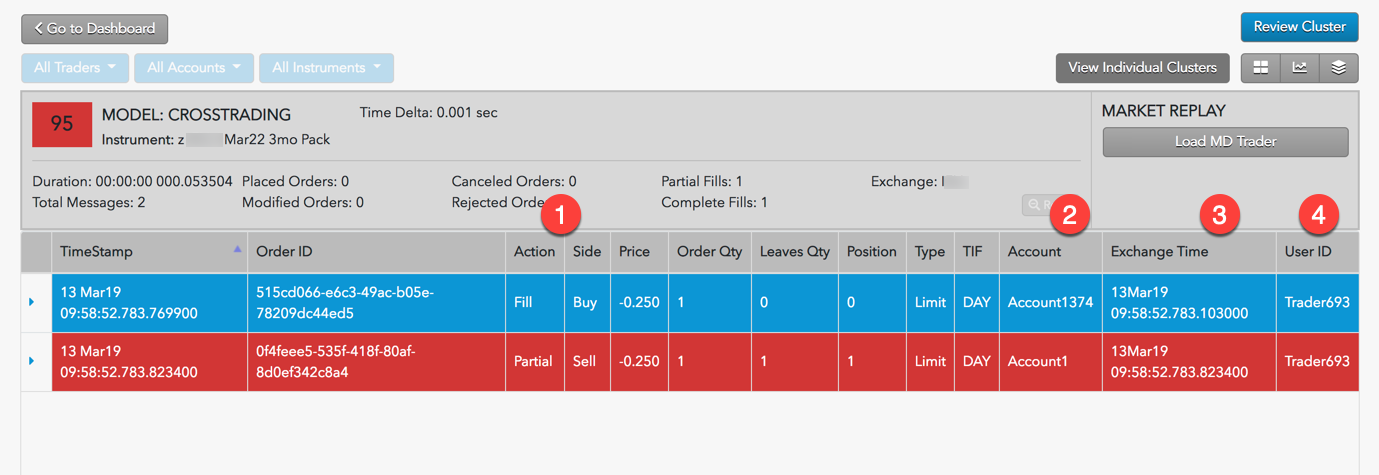 Go to Dashboard
Review Cluster
All Traders All Accounts All Instruments
View Individual Clusters
95
MODEL: CROSSTRADING
Time Delta: 0.001 sec
Instrument: z Mar22 3mo Pack
MARKET REPLAY
Load MD Trader
Duration: 00:00:00 000.053504 Placed Orders: 0 Canceled Orders: 0 Partial Fills: 1 Exchange:
Total Messages: 2 Modified Orders: 0 Rejected Complete Fills: 1
1 2 3 4
TimeStamp Order ID Action Side Price Order Qty Leaves Qty Position Type TIF Account Exchange Time User ID
13 Mar19 515cd066-e6c3-49ac-b05e- 13Mar19
Fill Buy -0.250 1 0 0 Limit DAY Account1374 Trader693
09:58:52.783.769900 78209dc44ed5 09:58:52.783.103000
13 Mar19 0f4feee5-535f-418f-80af- 13Mar19
Partial Sell -0.250 1 1 1 Limit DAY Account1 Trader693
09:58:52.783.823400 8d0ef342c8a4 09:58:52.783.823400